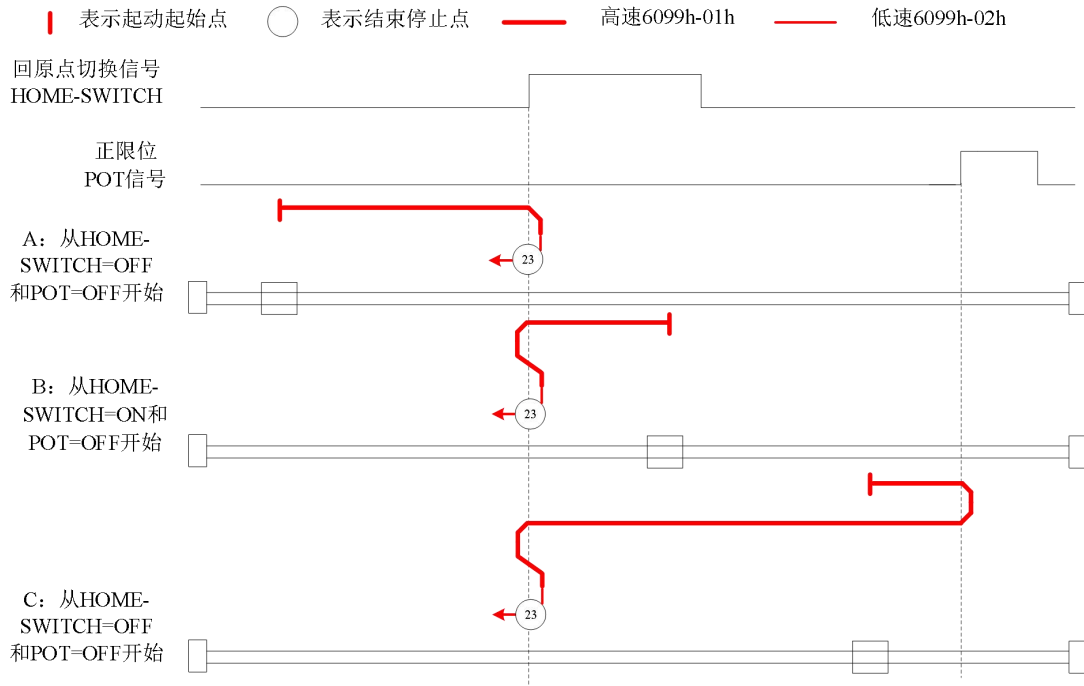 表示起动起始点
表示结束停止点
高速6099h-01h
低速6099h-02h
回原点切换信号
HOME-SWITCH
正限位
POT信号
A：从HOME-
SWITCH=OFF
和POT=OFF开始
23
B：从HOME-
SWITCH=ON和
POT=OFF开始
23
C：从HOME-
SWITCH=OFF
和POT=OFF开始
23